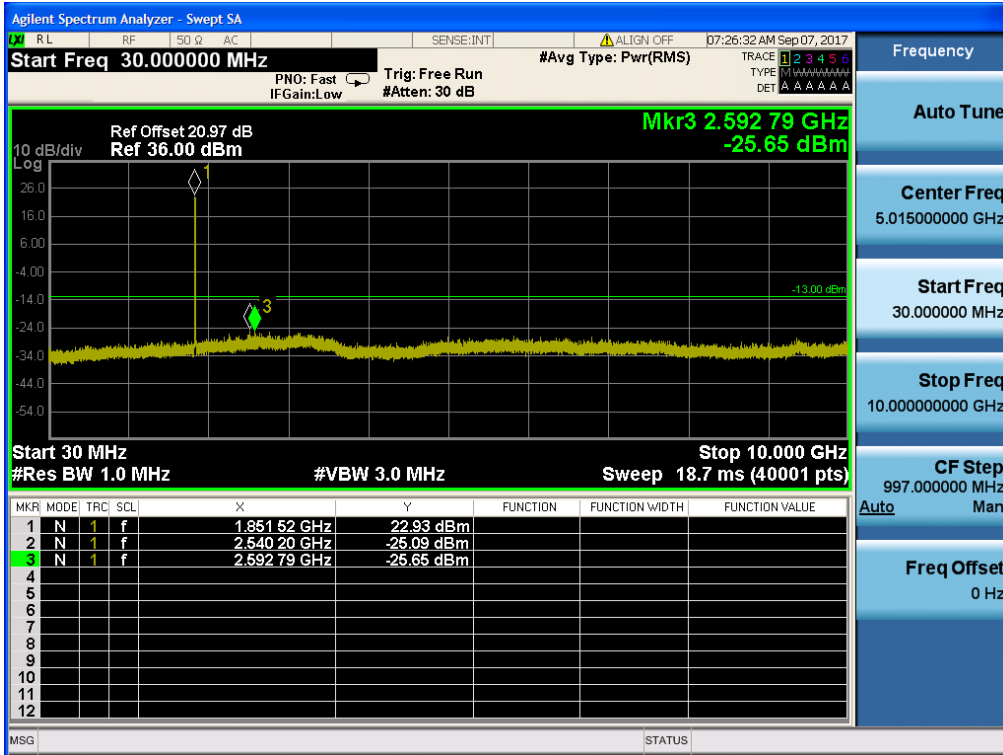 Agilent Spectrum Analyzer - Swept SA
LXI RL RF 50 Ω AC SENSE:INT ALIGN OFF 07:26:32 AM Sep 07, 2017
Start Freq 30.000000 MHz
PNO: Fast
IFGain:Low
Trig: Free Run
#Atten: 30 dB
#Avg Type: Pwr(RMS)
TRACE 1 2 3 4 5 6
TYPE M W W W W W
DET A A A A A A
Mkr3 2.592 79 GHz
-25.65 dBm
Ref Offset 20.97 dB
10 dB/div Ref 36.00 dBm
Log
1
26.0
16.0
6.00
-4.00
-13.00 dBm
-14.0
3
-24.0
-34.0
-44.0
-54.0
Start 30 MHz Stop 10.000 GHz
#Res BW 1.0 MHz #VBW 3.0 MHz Sweep 18.7 ms (40001 pts)
MKR MODE TRC SCL X Y FUNCTION FUNCTION WIDTH FUNCTION VALUE
1 N 1 f 1.851 52 GHz 22.93 dBm
2 N 1 f 2.540 20 GHz -25.09 dBm
3 N 1 f 2.592 79 GHz -25.65 dBm
4
5
6
7
8
9
10
11
12
MSG STATUS
Frequency
Auto Tune
Center Freq
5.015000000 GHz
Start Freq
30.000000 MHz
Stop Freq
10.000000000 GHz
CF Step
997.000000 MHz
Auto Man
Freq Offset
0 Hz